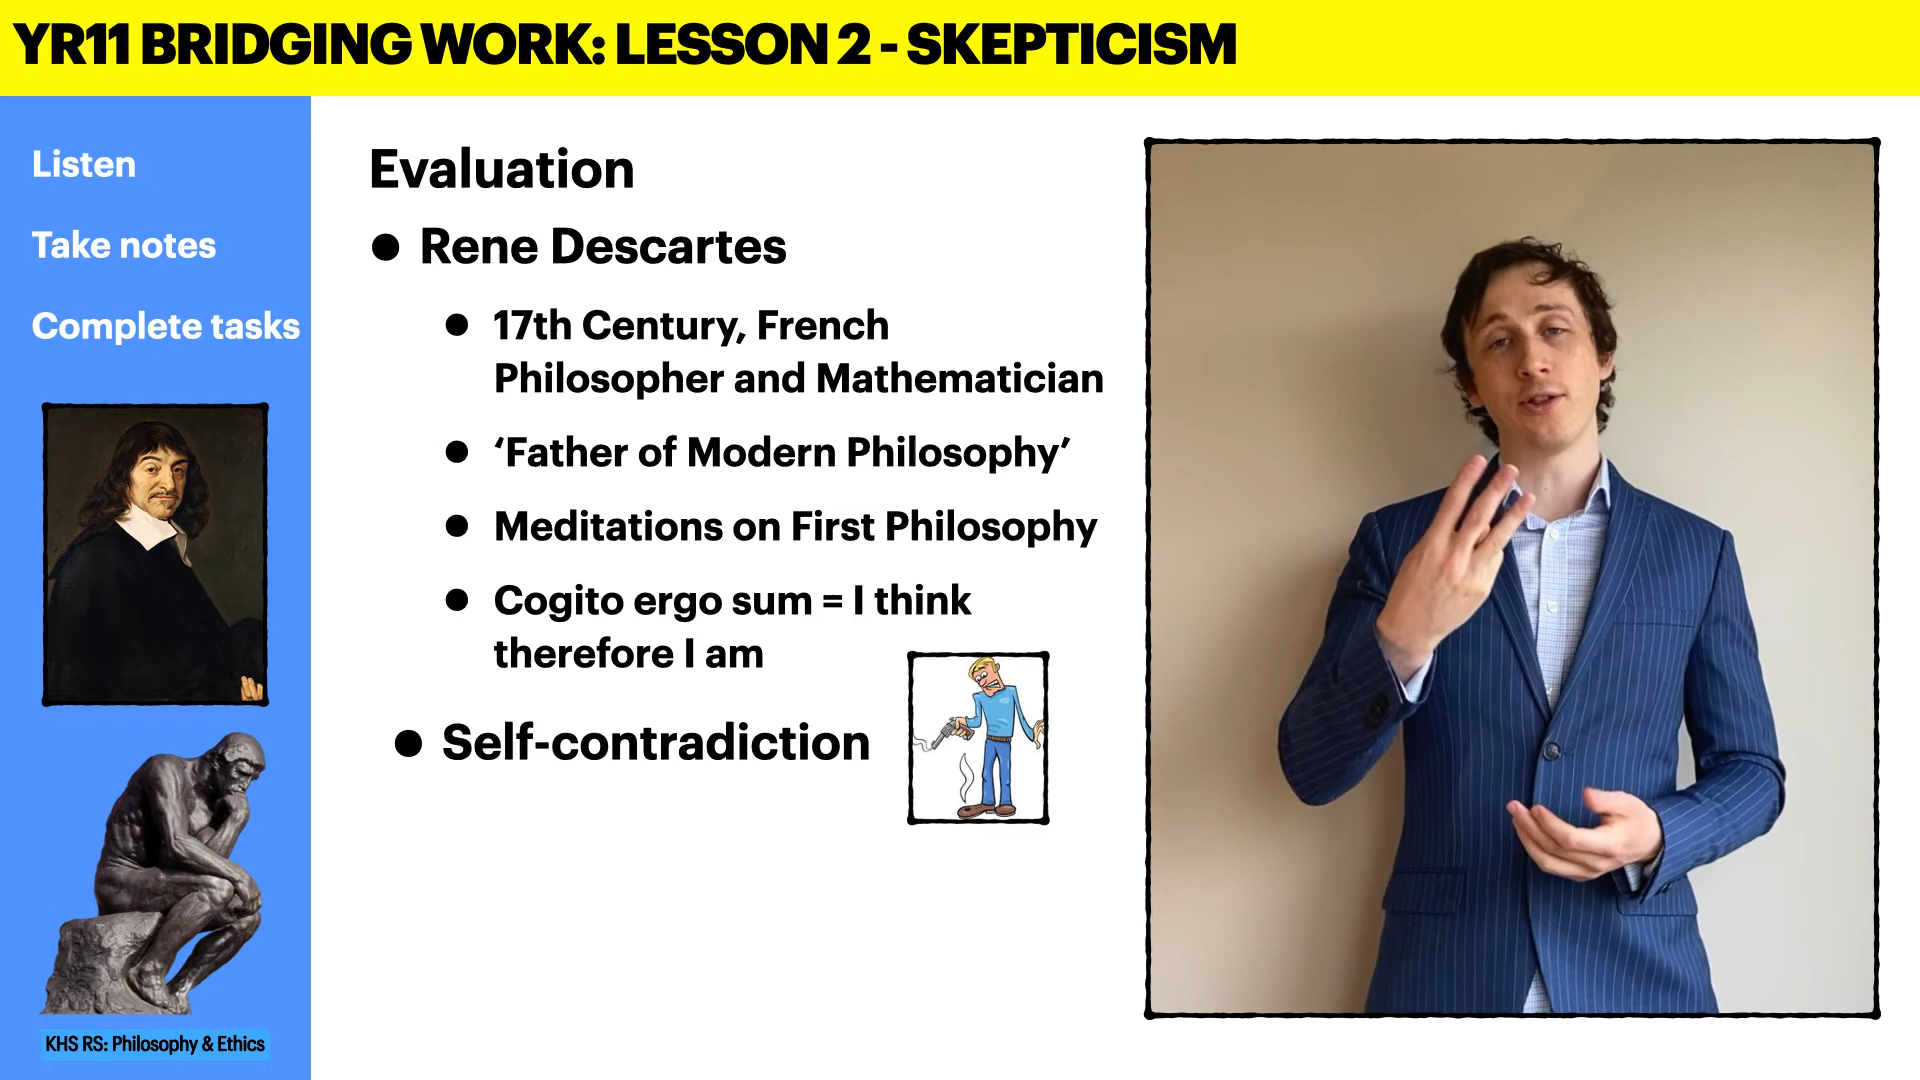 YR11 BRIDGING WORK: LESSON 2 - SKEPTICISM
Listen
Take notes
Complete tasks
KHS RS: Philosophy & Ethics
Evaluation
Rene Descartes
17th Century, French
Philosopher and Mathematician
‘Father of Modern Philosophy’
Meditations on First Philosophy
Cogito ergo sum = I think
therefore I am
Self-contradiction